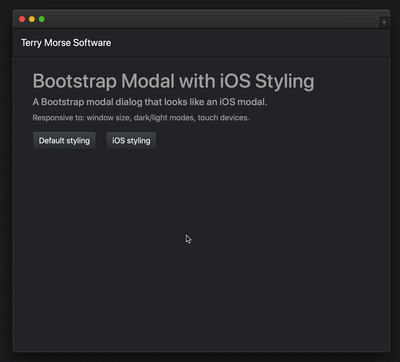 Terry Morse Software
Bootstrap Modal with iOS Styling
A Bootstrap modal dialog that looks like an iOS modal.
Responsive to: window size, dark/light modes, touch devices.
Default styling
iOS styling